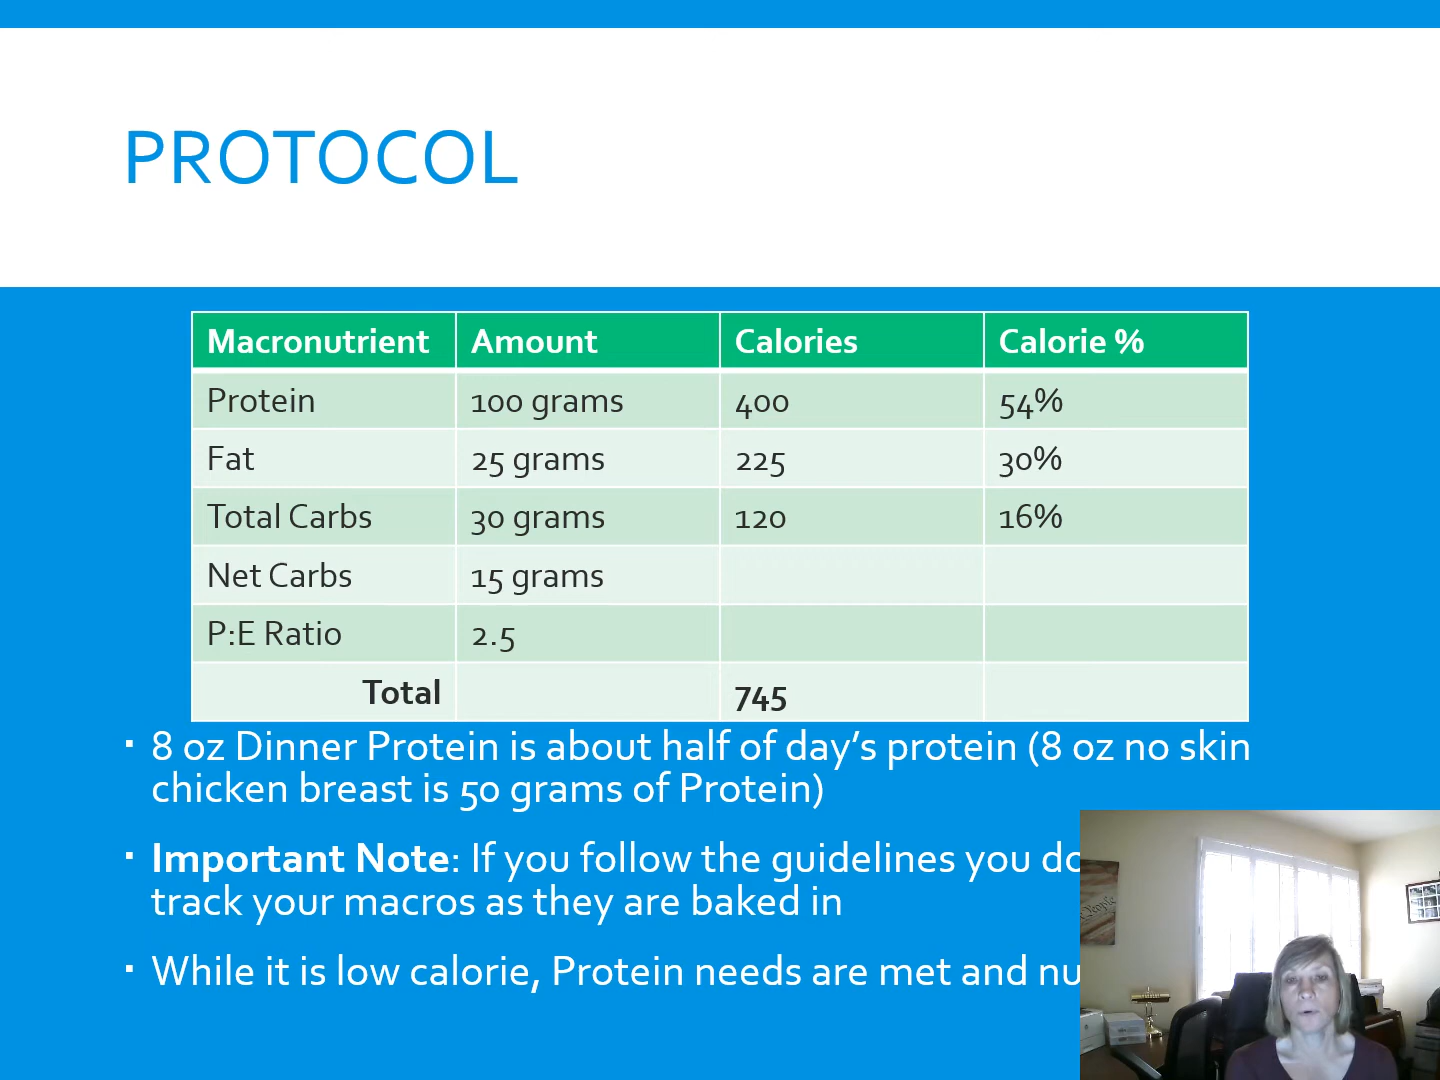 PROTOCOL
Macronutrient Amount Calories Calorie %
Protein 100 grams 400 54%
Fat 25 grams 225 30%
Total Carbs 30 grams 120 16%
Net Carbs 15 grams
P:E Ratio 2.5
Total 745
▪ 8 oz Dinner Protein is about half of day’s protein (8 oz no skin
chicken breast is 50 grams of Protein)
▪ Important Note: If you follow the guidelines you do
track your macros as they are baked in
▪ While it is low calorie, Protein needs are met and nu
People